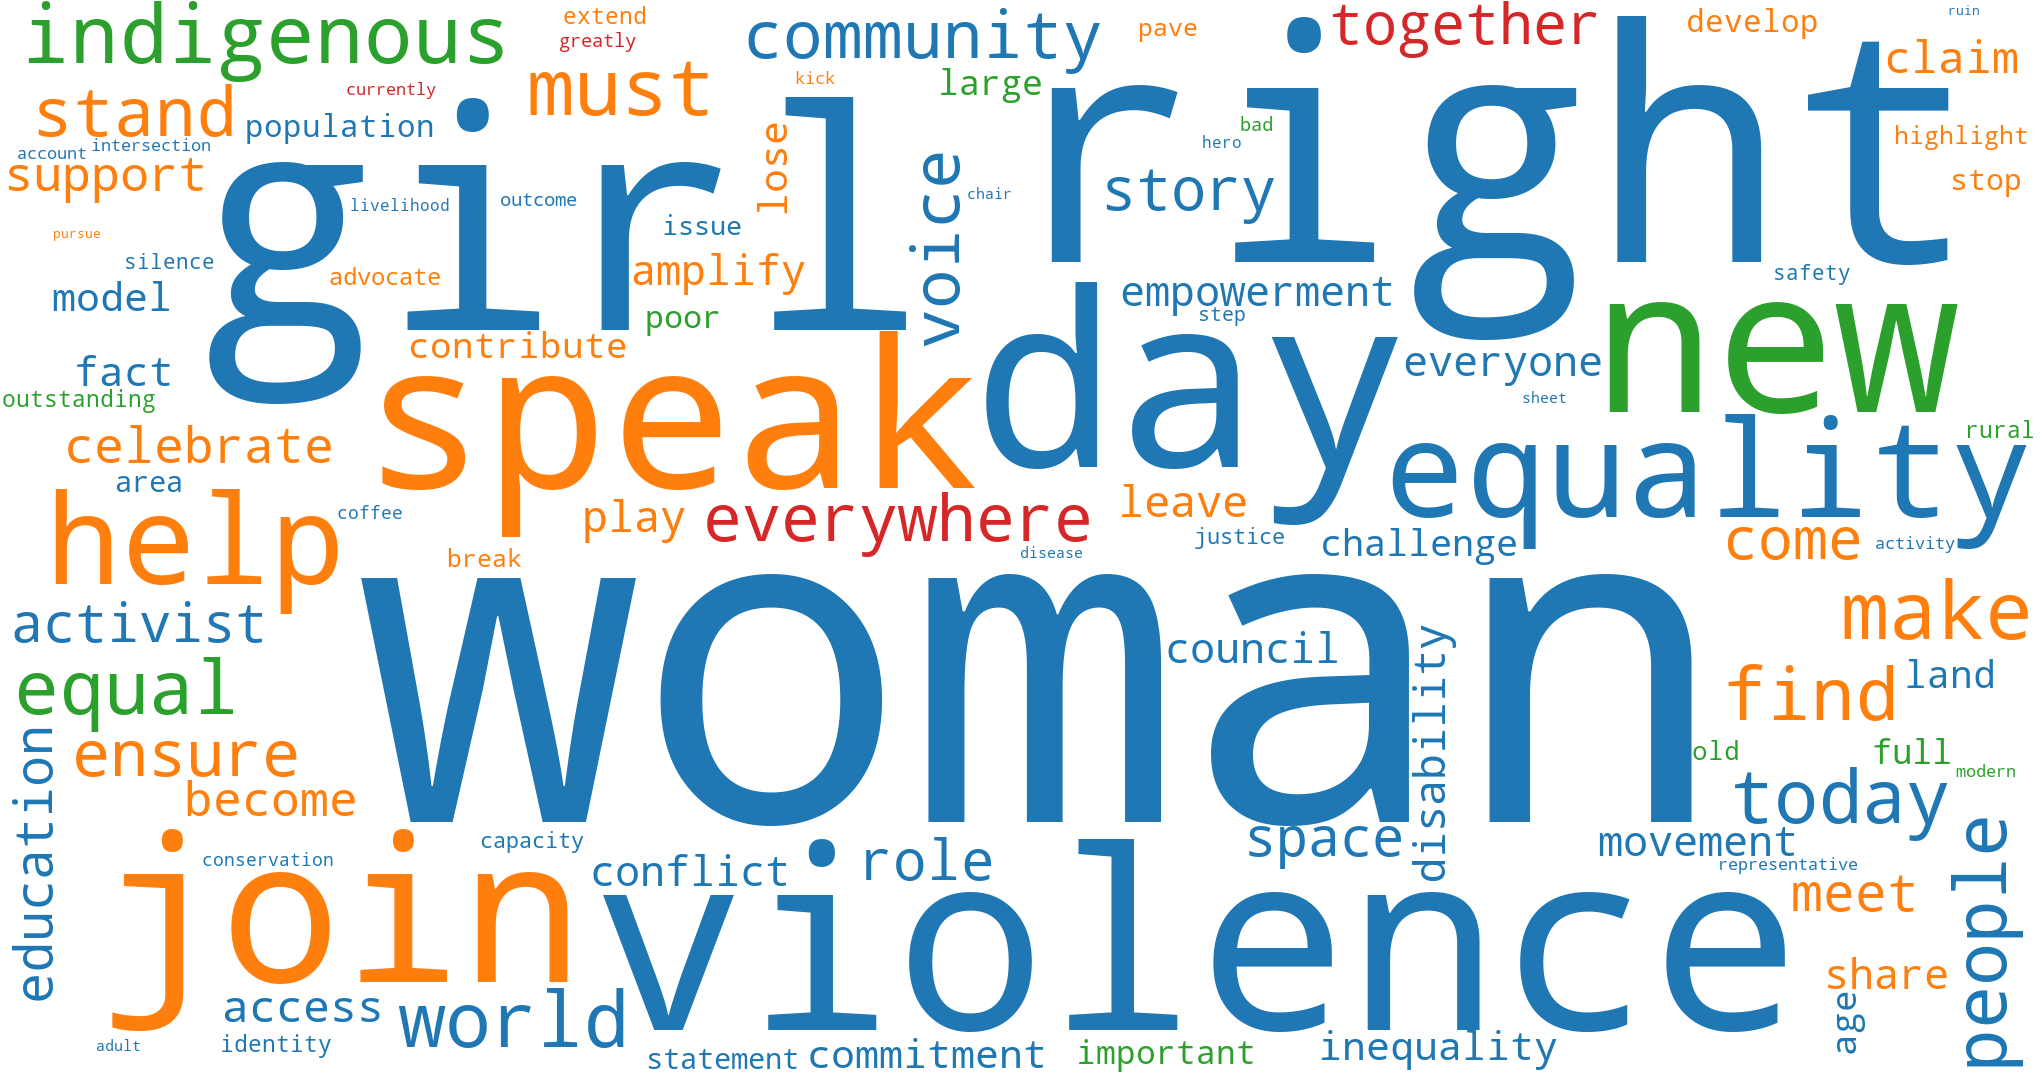 indigenous
extend
greatly
community
pave
together
develop
ruin
claim
stand
currently
must
kick
large
right
population
girl
lose
voice
bad
hero
story
highlight
stop
account
intersection
support
livelihood
outcome
issue
chair
pursue
silence
advocate
amplify
model
poor
empowerment
step
safety
new
contribute
day
everyone
fact
outstanding
speak
sheet
rural
celebrate
equality
area
help
coffee
play
everywhere
leave
justice
challenge
come
activity
break
disease
activist
woman
council
disability
make
equal
find
land
education
ensure
become
old
full
modern
today
join
capacity
conservation
conflict
role
space
movement
representative
violence
meet
people
share
access
world
age
identity
adult
statement
commitment
important
inequality